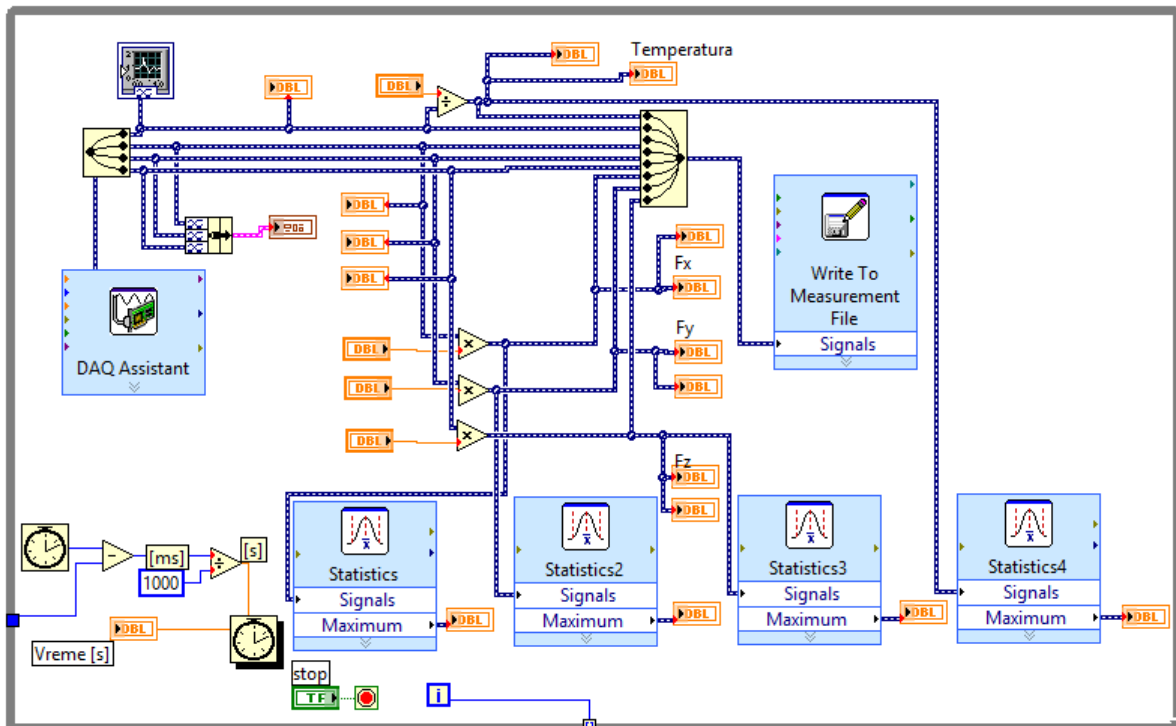 DBL
Temperatura
DBL
DBL
DBL
DBL
DBL
DBL
DAQ Assistant
DBL
Fx
DBL
Fy
DBL
DBL
Write To
Measurement
File
Signals
DBL
DBL
DBL
Fz
DBL
DBL
Statistics
Signals
Maximum
DBL
Statistics2
Signals
Maximum
DBL
Statistics3
Signals
Maximum
DBL
Statistics4
Signals
Maximum
DBL
[ms]
[s]
1000
DBL
Vreme [s]
stop
TF
i